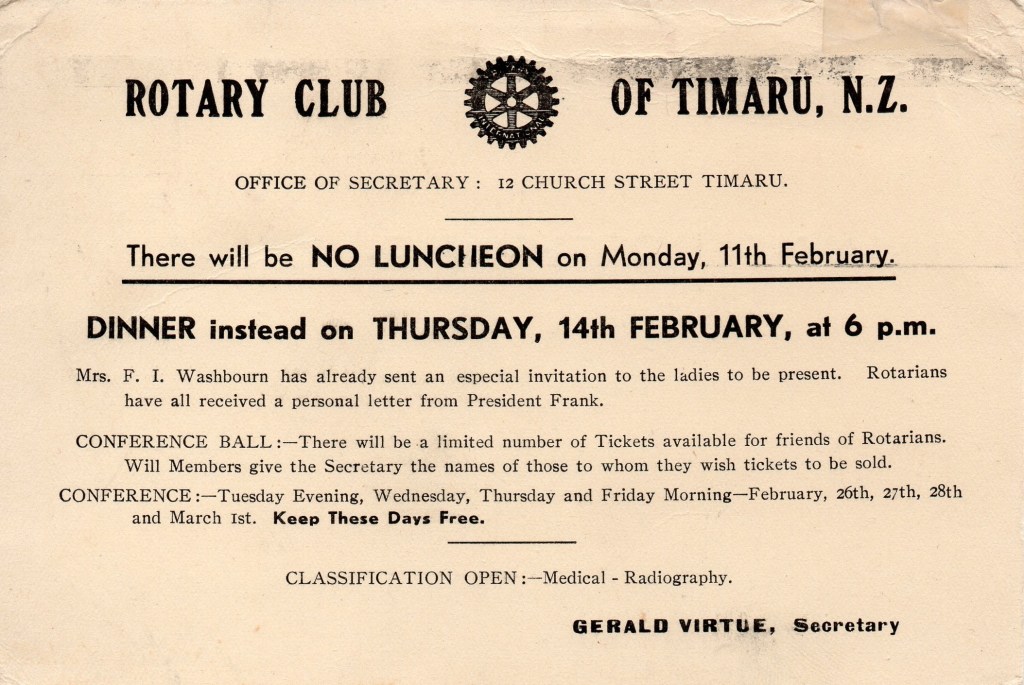 ROTARY CLUB OF TIMARU, N.Z.
ROTARY INTERNATIONAL
OFFICE OF SECRETARY : 12 CHURCH STREET TIMARU.
There will be NO LUNCHEON on Monday, 11th February.
DINNER instead on THURSDAY, 14th FEBRUARY, at 6 p.m.
Mrs. F. I. Washbourn has already sent an especial invitation to the ladies to be present. Rotarians
have all received a personal letter from President Frank.
CONFERENCE BALL :—There will be a limited number of Tickets available for friends of Rotarians.
Will Members give the Secretary the names of those to whom they wish tickets to be sold.
CONFERENCE :—Tuesday Evening, Wednesday, Thursday and Friday Morning—February, 26th, 27th, 28th
and March 1st. Keep These Days Free.
CLASSIFICATION OPEN :—Medical - Radiography.
GERALD VIRTUE, Secretary